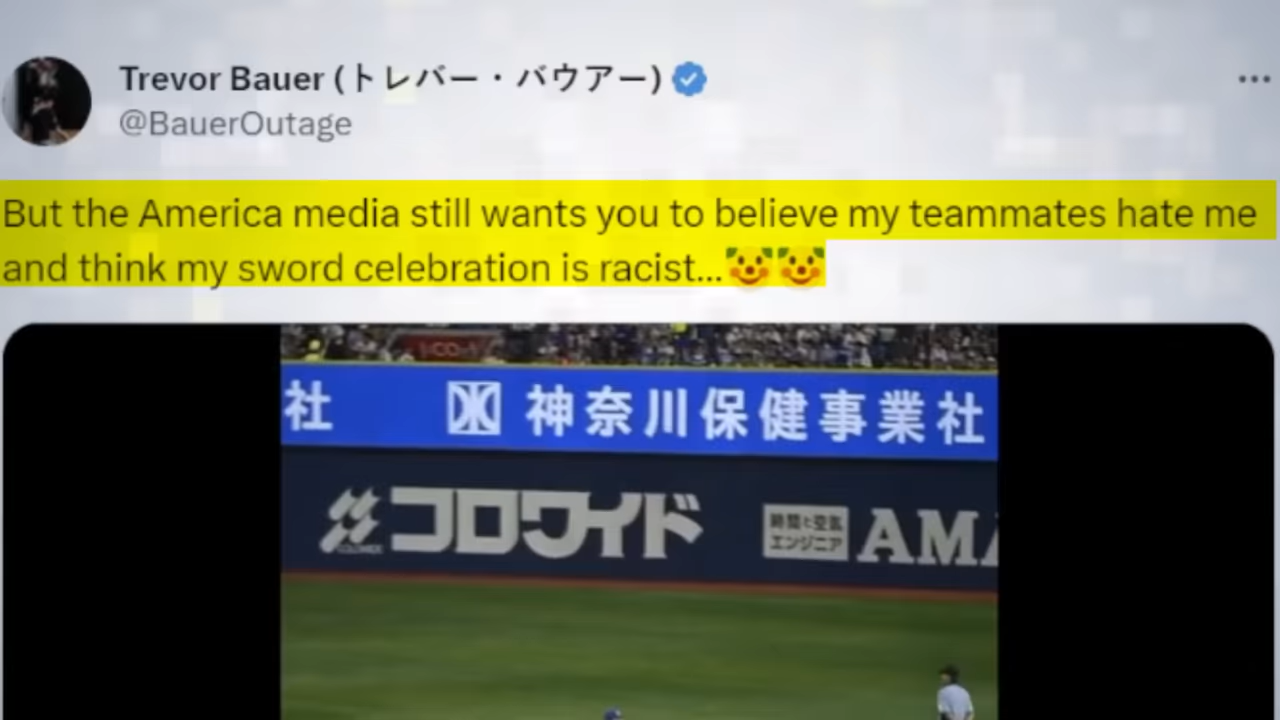 Trevor Bauer (トレバー・バウアー)
@BauerOutage
But the America media still wants you to believe my teammates hate me
and think my sword celebration is racist...🤡🤡
社 神奈川保健事業社
コロワイド
時間と空気
エンジニア
AMA